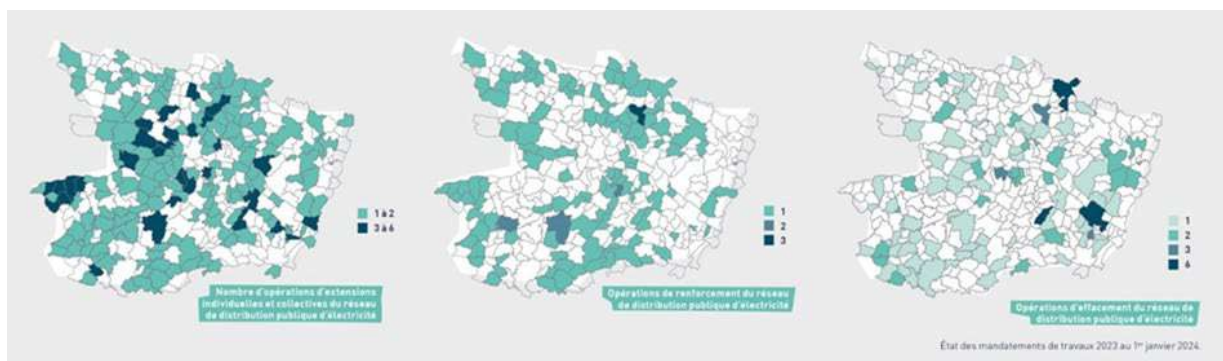 1 à 2
3 à 6
Nombre d'opérations d'extensions
individuelles et collectives du réseau
de distribution publique d'électricité
1
2
3
Opérations de renforcement du réseau
de distribution publique d'électricité
1
2
3
6
Opérations d'effacement du réseau de
distribution publique d'électricité
État des mandatements de travaux 2023 au 1er janvier 2024.